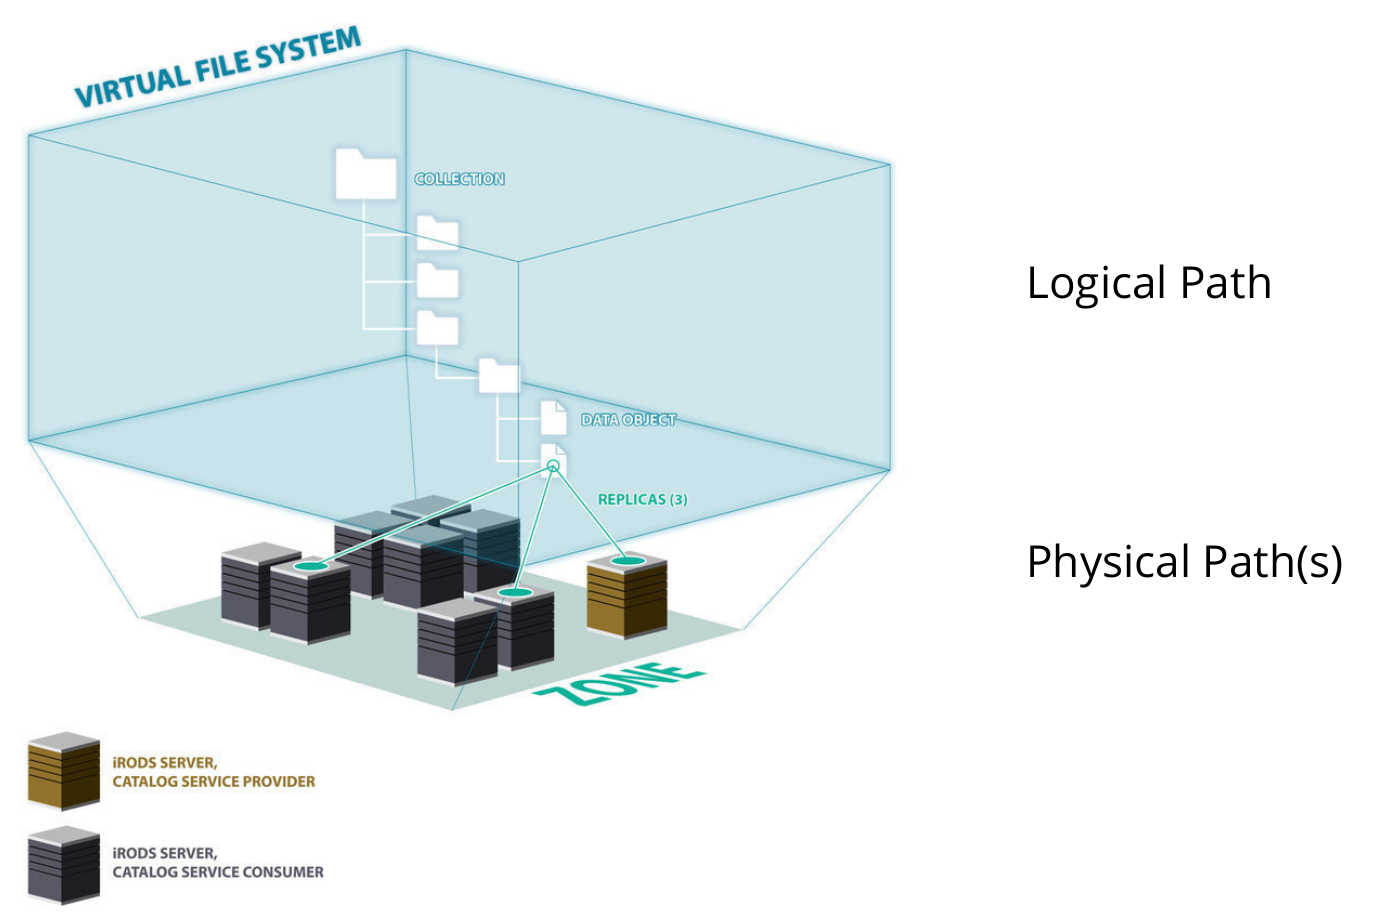 VIRTUAL FILE SYSTEM
COLLECTION
Logical Path
DATA OBJECT
REPLICAS (3)
Physical Path(s)
ZONE
iRODS SERVER,
CATALOG SERVICE PROVIDER
iRODS SERVER,
CATALOG SERVICE CONSUMER